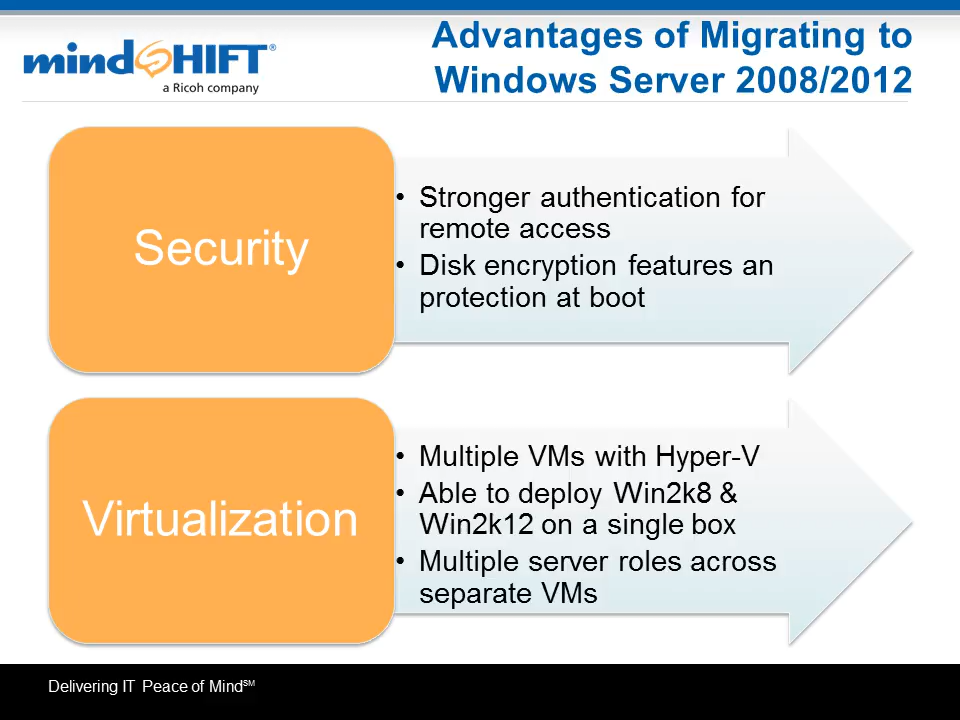 Advantages of Migrating to
Windows Server 2008/2012
mindSHIFT®
a Ricoh company
Security
• Stronger authentication for
remote access
• Disk encryption features an
protection at boot
Virtualization
• Multiple VMs with Hyper-V
• Able to deploy Win2k8 &
Win2k12 on a single box
• Multiple server roles across
separate VMs
Delivering IT Peace of Mind℠